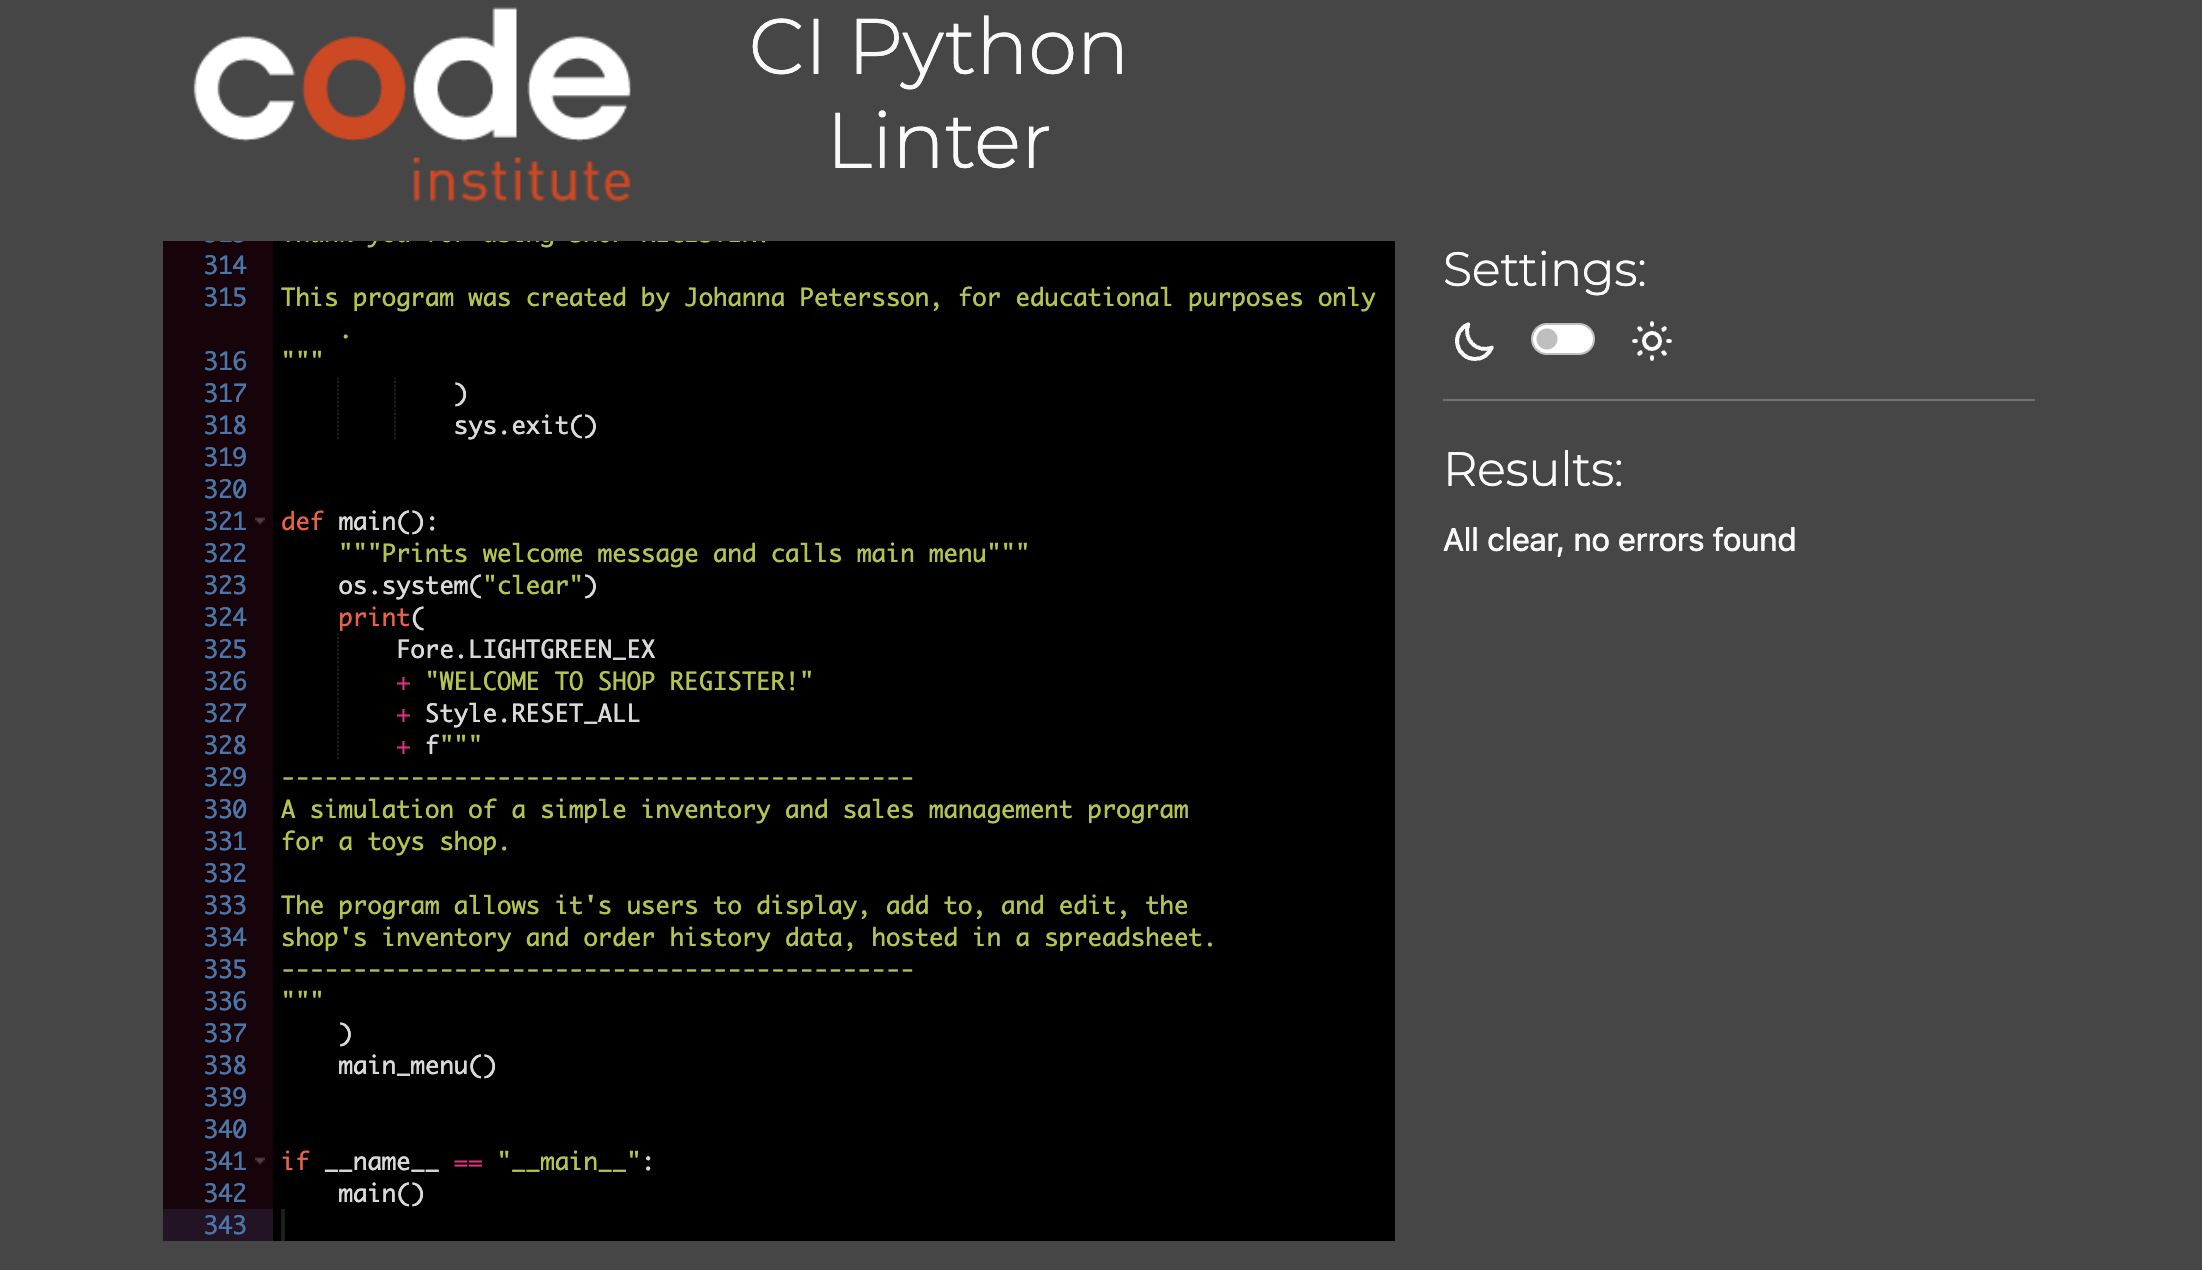 code
institute
CI Python
Linter
314
315 This program was created by Johanna Petersson, for educational purposes only
.
316 """
317 )
318 sys.exit()
319
320
321 def main():
322 """Prints welcome message and calls main menu"""
323 os.system("clear")
324 print(
325 Fore.LIGHTGREEN_EX
326 + "WELCOME TO SHOP REGISTER!"
327 + Style.RESET_ALL
328 + f"""
329 --------------------------------------------
330 A simulation of a simple inventory and sales management program
331 for a toys shop.
332
333 The program allows it's users to display, add to, and edit, the
334 shop's inventory and order history data, hosted in a spreadsheet.
335 --------------------------------------------
336 """
337 )
338 main_menu()
339
340
341 if __name__ == "__main__":
342 main()
343
Settings:
Results:
All clear, no errors found